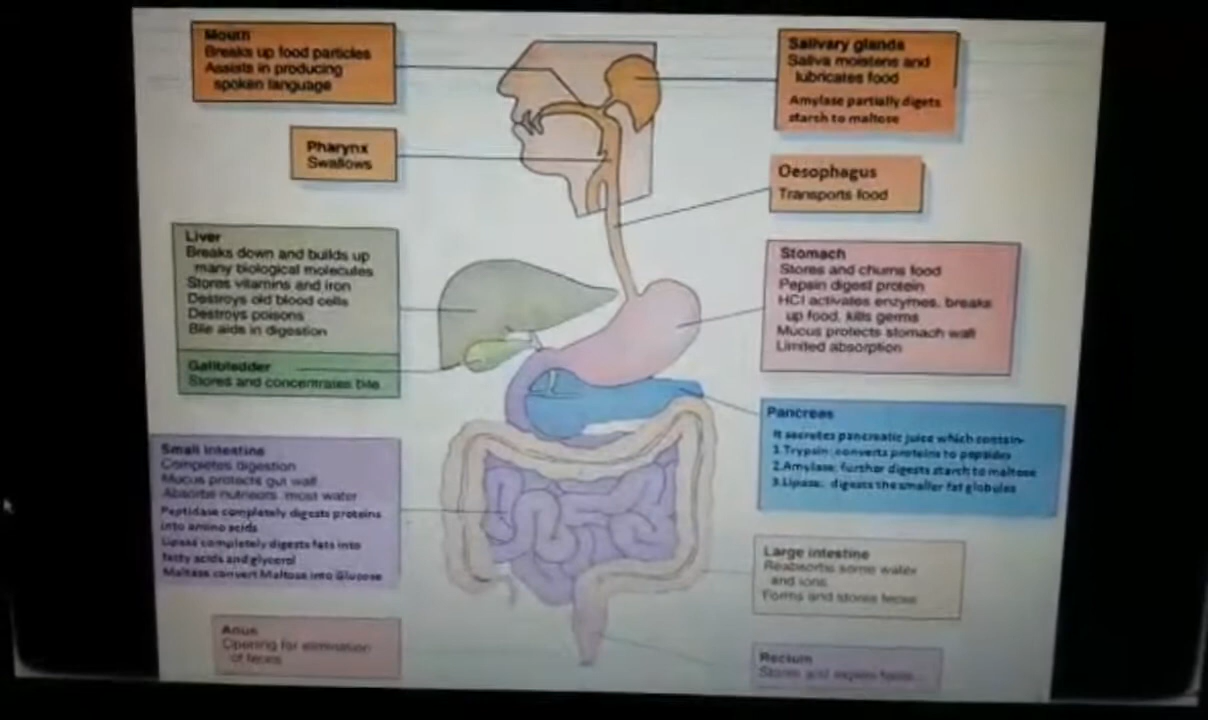 Mouth
Breaks up food particles
Assists in producing
spoken language
Salivary glands
Saliva moistens and
lubricates food
Amylase partially digets
starch to maltose
Pharynx
Swallows
Oesophagus
Transports food
Liver
Breaks down and builds up
many biological molecules
Stores vitamins and iron
Destroys old blood cells
Destroys poisons
Bile aids in digestion
Gallbladder
Stores and concentrates bile
Stomach
Stores and churns food
Pepsin digest protein
HCl activates enzymes, breaks
up food, kills germs
Mucus protects stomach wall
Limited absorption
Pancreas
It secretes pancreatic juice which contain-
1.Trypsin: converts proteins to peptides
2.Amylase: further digests starch to maltose
3.Lipase: digests the smaller fat globules
Small intestine
Completes digestion
Mucus protects gut wall
Absorbs nutrients, most water
Peptidase completely digests proteins
into amino acids
Lipase completely digests fats into
fatty acids and glycerol
Maltase convert Maltose into Glucose
Large intestine
Reabsorbs some water
and ions
Forms and stores feces
Anus
Opening for elimination
of feces
Rectum
Stores and expels feces